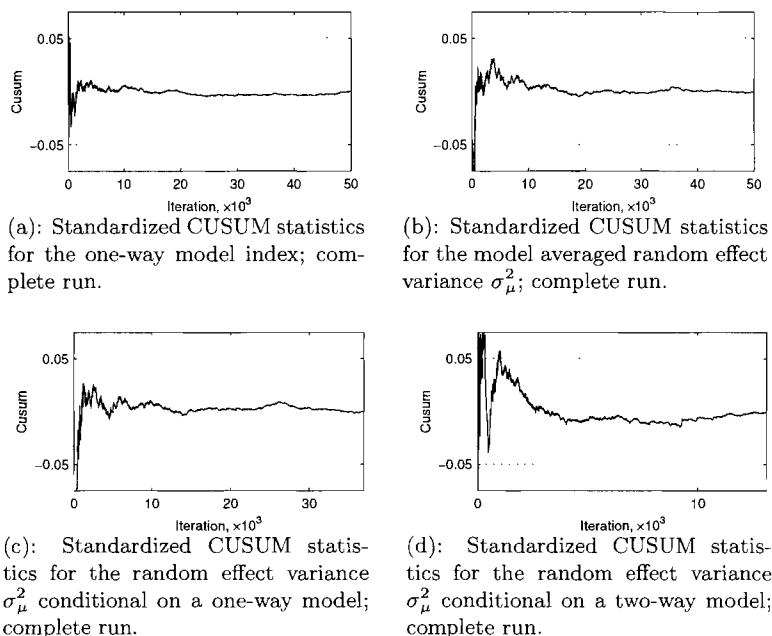 0.05
Cusum
−0.05
0 10 20 30 40 50
Iteration, ×10³
(a): Standardized CUSUM statistics
for the one-way model index; com-
plete run.
0.05
Cusum
−0.05
0 10 20 30 40 50
Iteration, ×10³
(b): Standardized CUSUM statistics
for the model averaged random effect
variance σ²_μ; complete run.
0.05
Cusum
−0.05
0 10 20 30
Iteration, ×10³
(c): Standardized CUSUM statis-
tics for the random effect variance
σ²_μ conditional on a one-way model;
complete run.
0.05
Cusum
−0.05
0 10
Iteration, ×10³
(d): Standardized CUSUM statis-
tics for the random effect variance
σ²_μ conditional on a two-way model;
complete run.